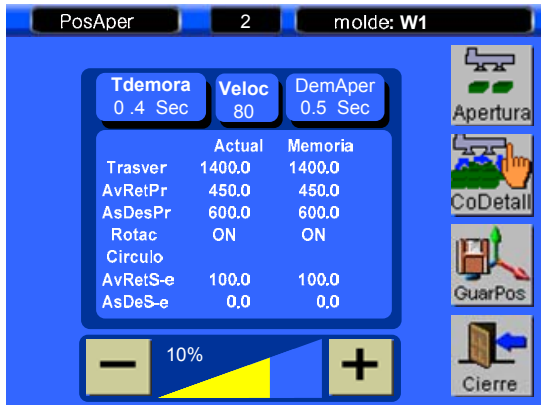 PosAper 2 molde: W1
Tdemora Veloc DemAper
0 .4 Sec 80 0.5 Sec
Apertura
Actual Memoria
Trasver 1400.0 1400.0
AvRetPr 450.0 450.0
AsDesPr 600.0 600.0
Rotac ON ON
Circulo
AvRetS-e 100.0 100.0
AsDeS-e 0,0 0,0
CoDetall
GuarPos
− 10% +
Cierre